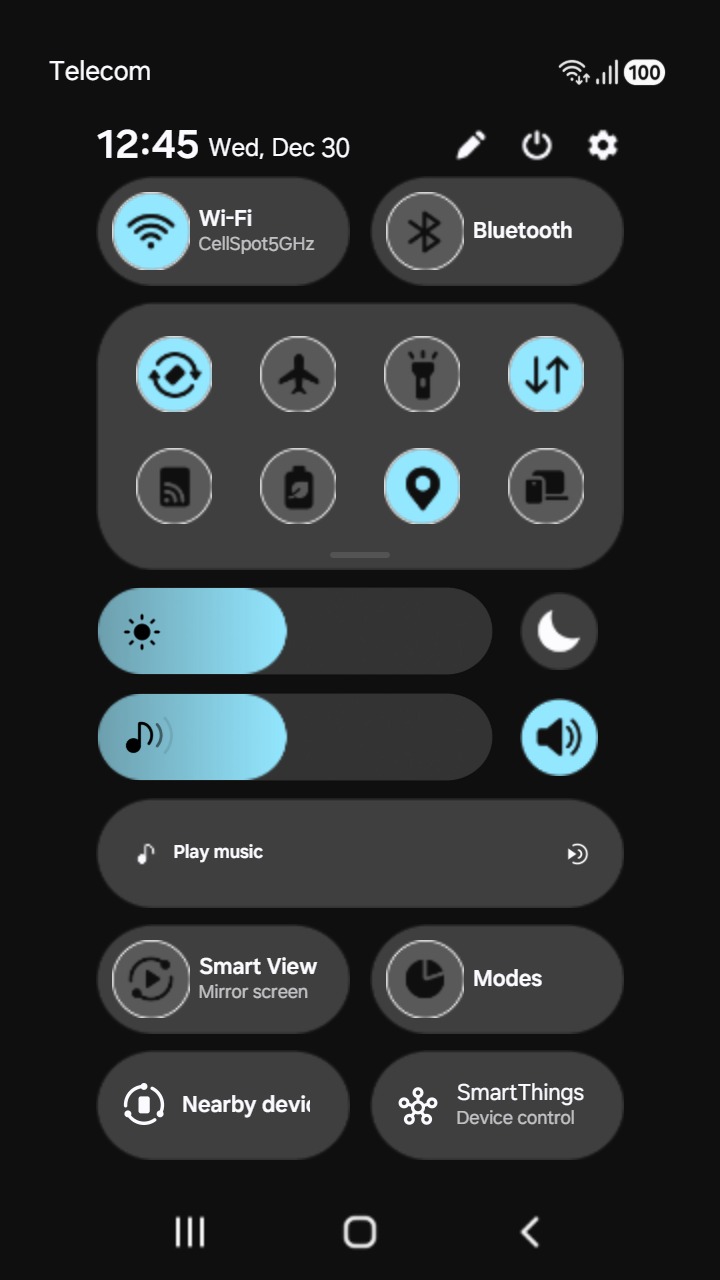 Telecom
100
12:45 Wed, Dec 30
Wi-Fi
CellSpot5GHz
Bluetooth
Play music
Smart View
Mirror screen
Modes
Nearby devi
SmartThings
Device control